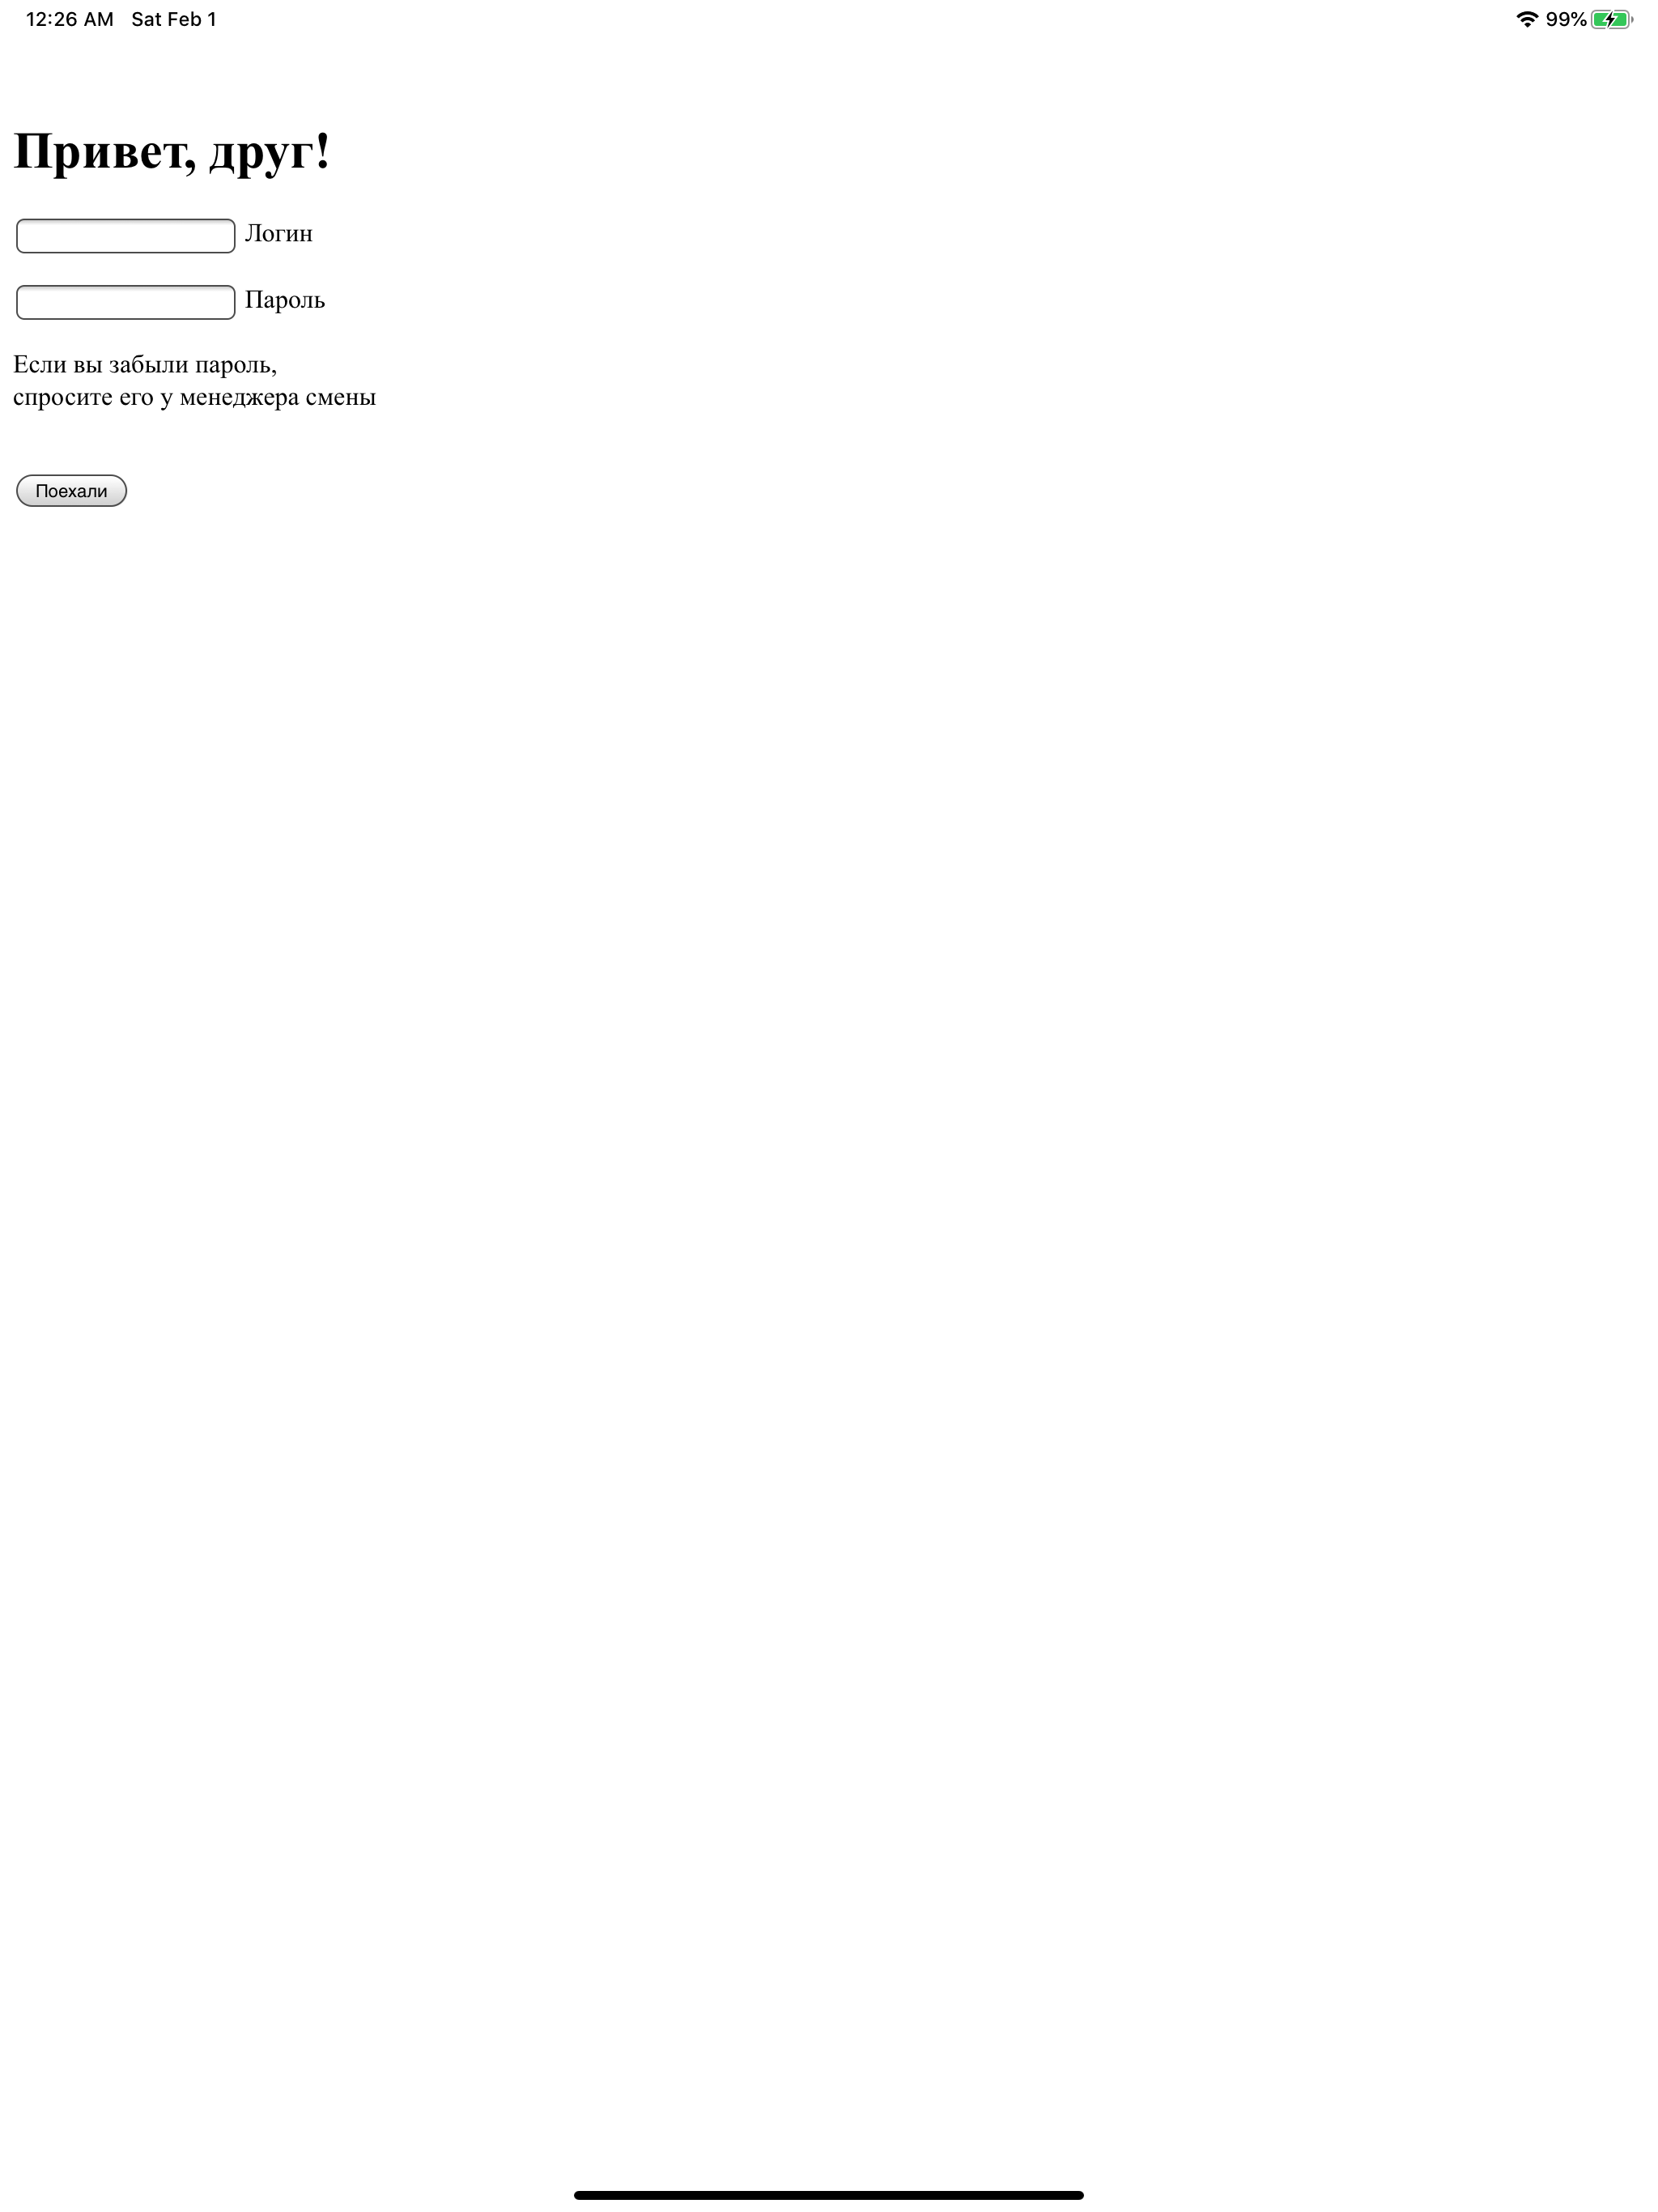 12:26 AM Sat Feb 1 99%
Привет, друг!
Логин
Пароль
Если вы забыли пароль,
спросите его у менеджера смены
Поехали